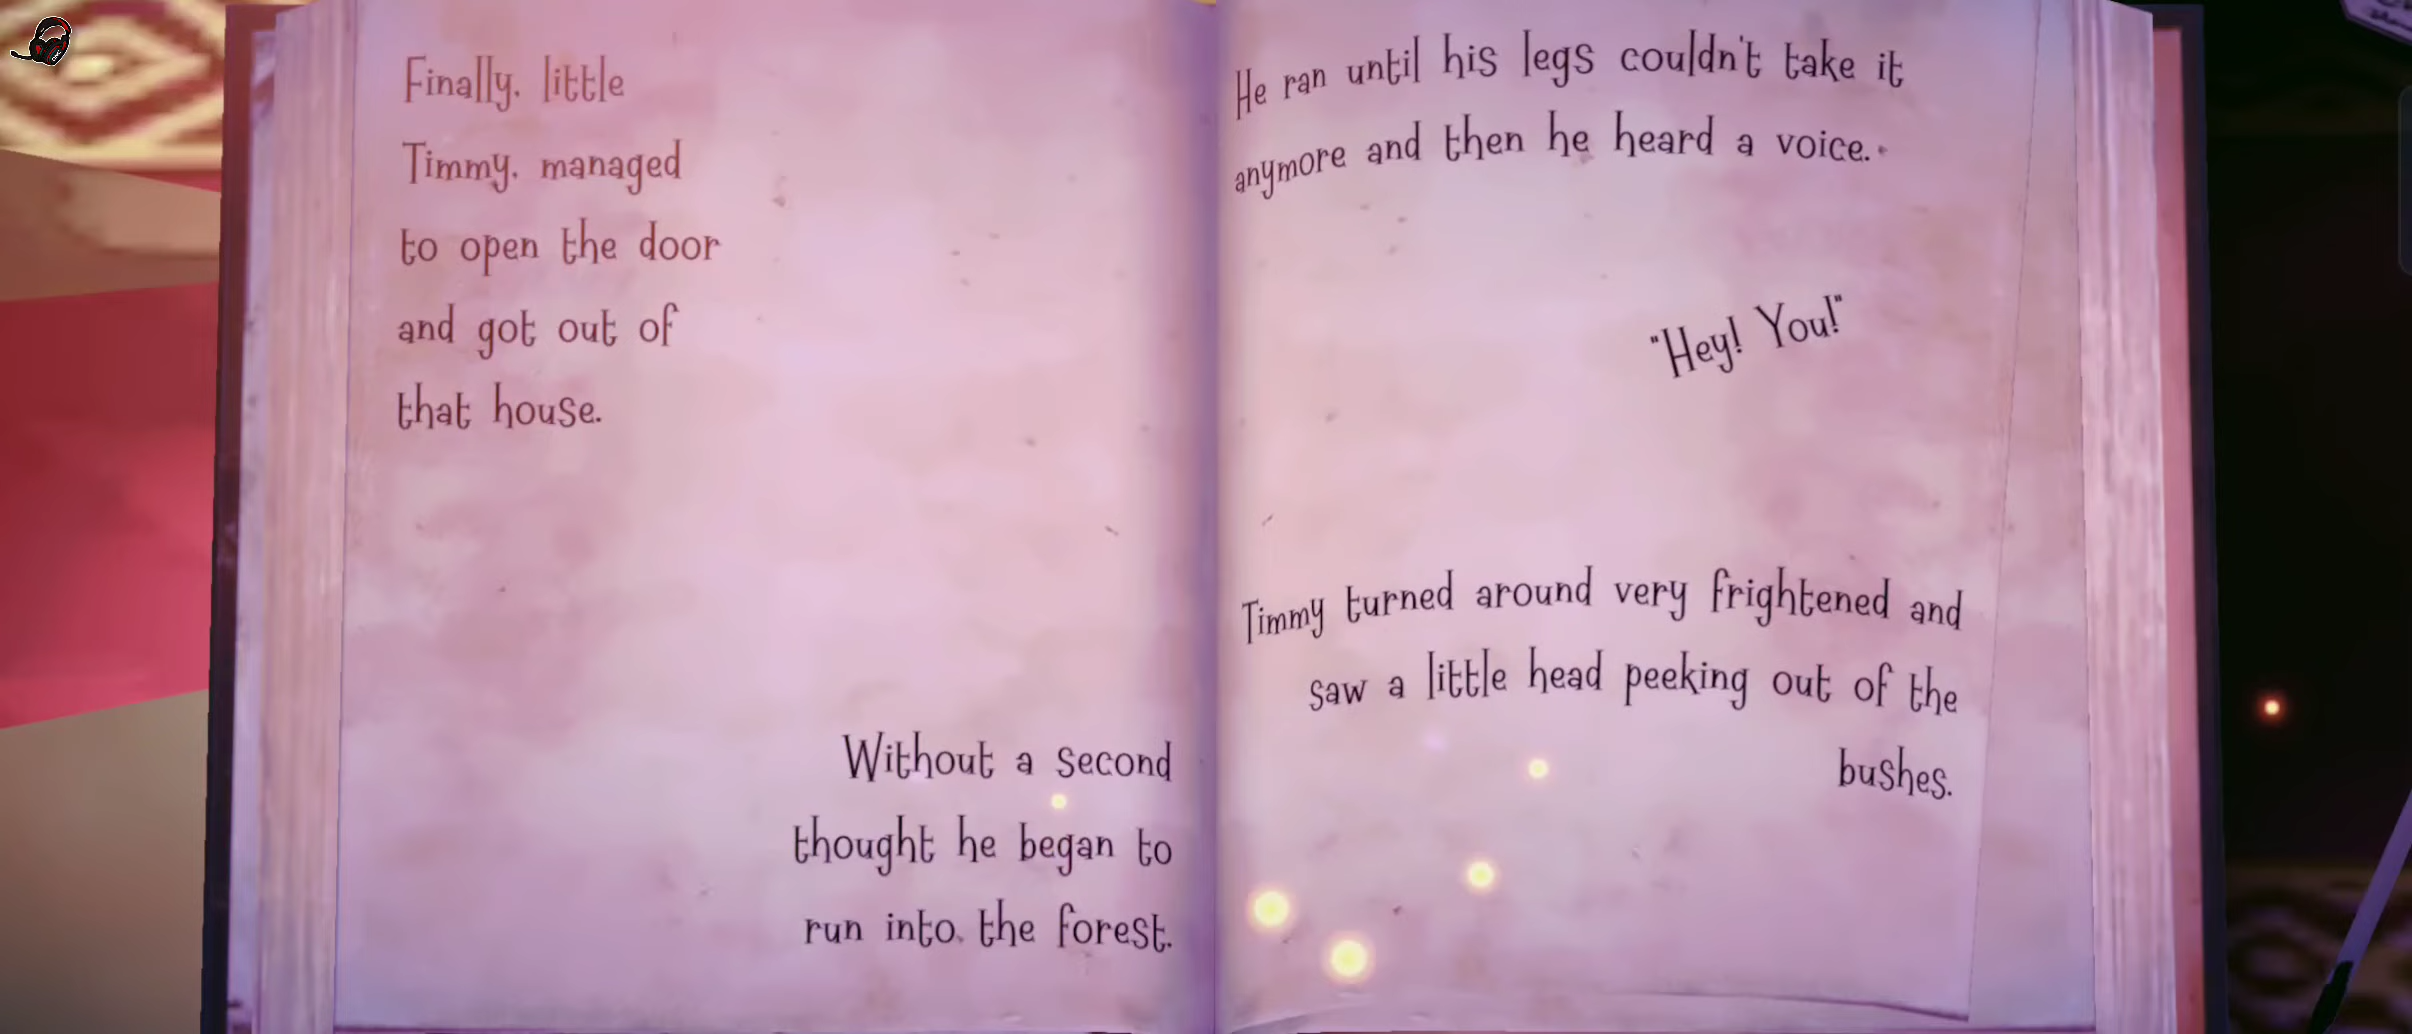 Finally, little
Timmy, managed
to open the door
and got out of
that house.
Without a second
thought he began to
run into the forest.
He ran until his legs couldn't take it
anymore and then he heard a voice.
"Hey! You!"
Timmy turned around very frightened and
saw a little head peeking out of the
bushes.